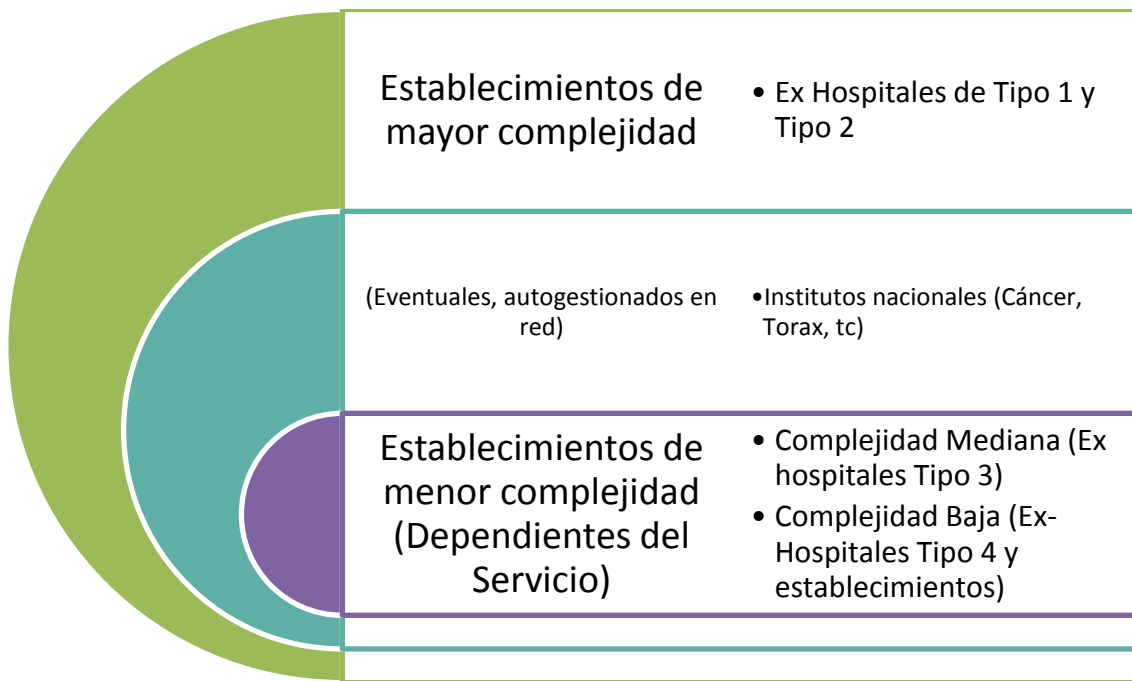 Establecimientos de
mayor complejidad
• Ex Hospitales de Tipo 1 y
Tipo 2
(Eventuales, autogestionados en
red)
•Institutos nacionales (Cáncer,
Torax, tc)
Establecimientos de
menor complejidad
(Dependientes del
Servicio)
• Complejidad Mediana (Ex
hospitales Tipo 3)
• Complejidad Baja (Ex-
Hospitales Tipo 4 y
establecimientos)